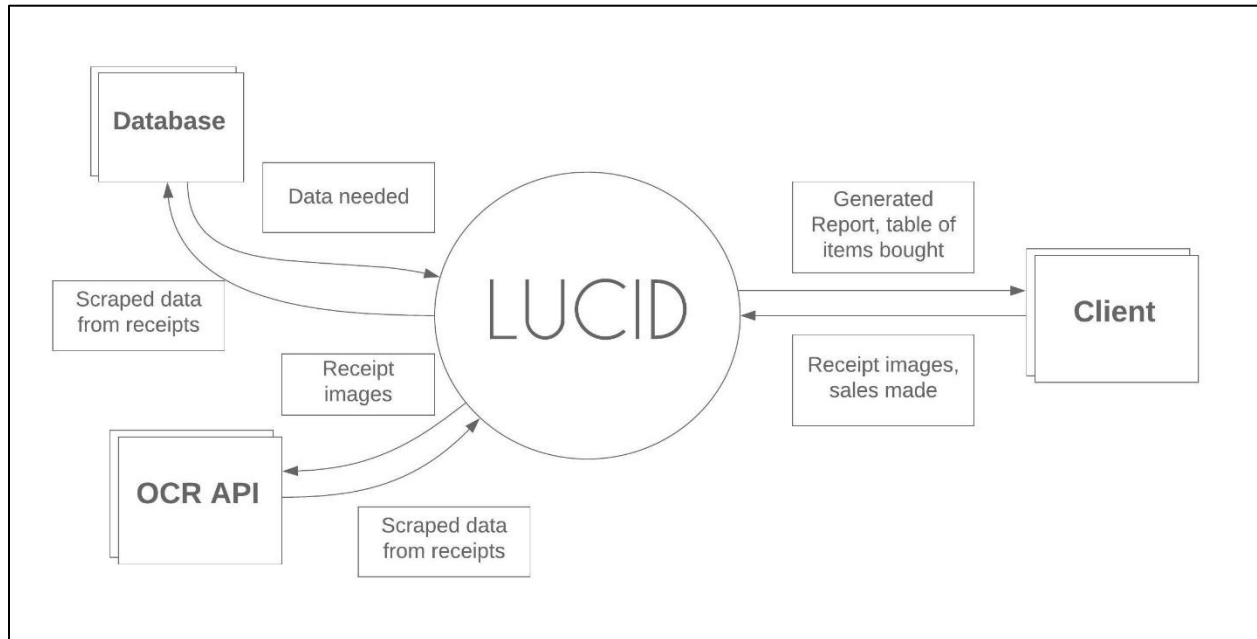 Database
Data needed
Scraped data
from receipts
LUCID
Generated
Report, table of
items bought
Client
Receipt images,
sales made
Receipt
images
OCR API
Scraped data
from receipts